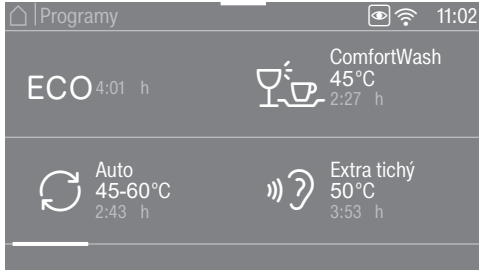 Programy 11:02
ECO 4:01 h
ComfortWash
45°C
2:27 h
Auto
45-60°C
2:43 h
Extra tichý
50°C
3:53 h